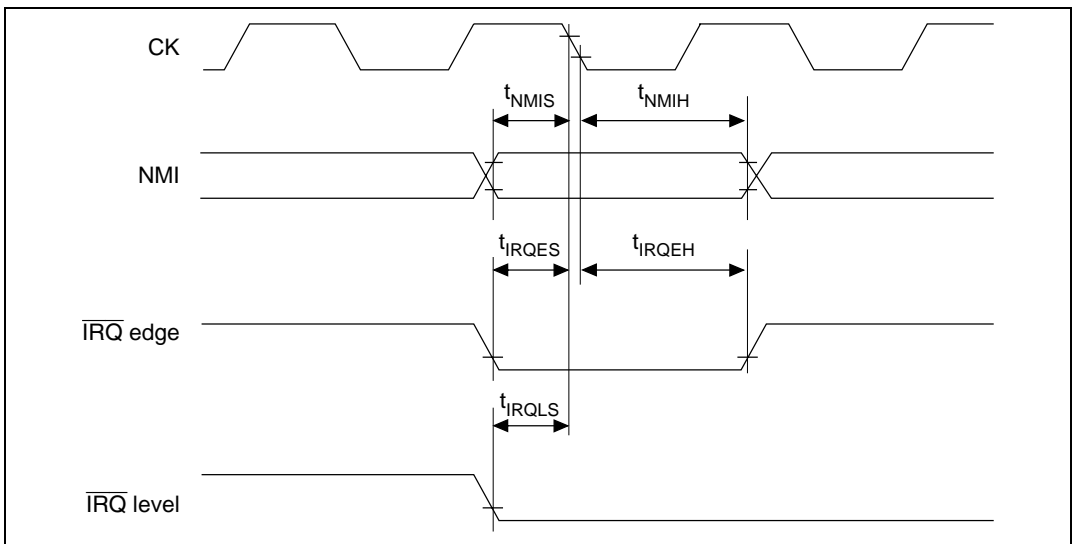 CK
tNMIS tNMIH
NMI
tIRQES tIRQEH
IRQ edge
tIRQLS
IRQ level